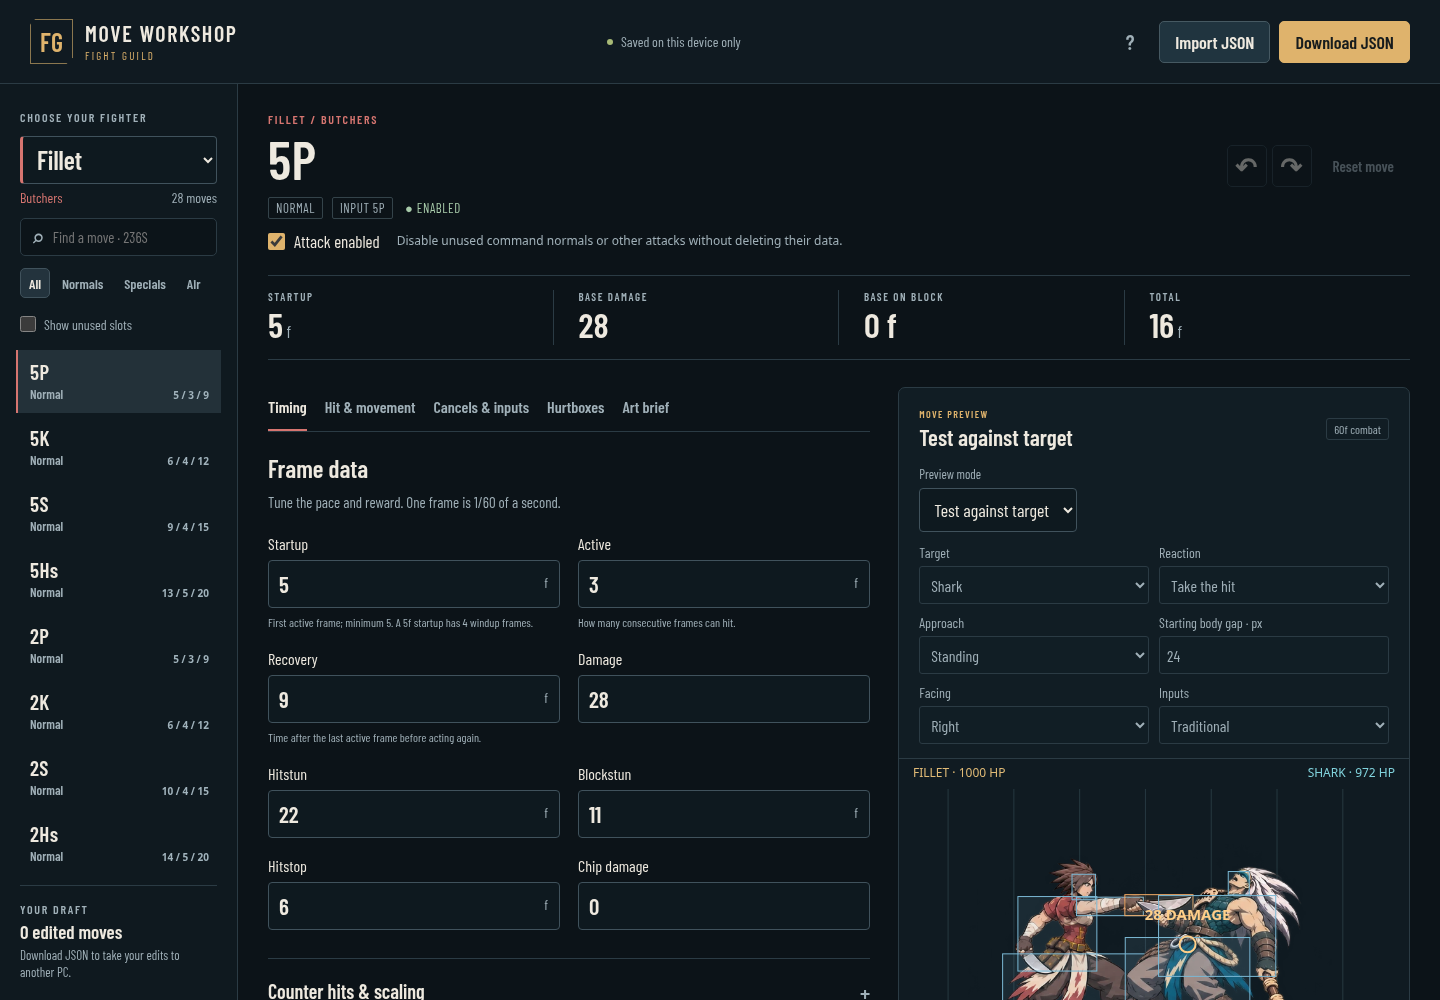 FG
MOVE WORKSHOP
FIGHT GUILD
Saved on this device only
?
Import JSON
Download JSON
CHOOSE YOUR FIGHTER
Fillet
Butchers
28 moves
Find a move · 236S
All
Normals
Specials
Air
Show unused slots
5P
Normal
5 / 3 / 9
5K
Normal
6 / 4 / 12
5S
Normal
9 / 4 / 15
5Hs
Normal
13 / 5 / 20
2P
Normal
5 / 3 / 9
2K
Normal
6 / 4 / 12
2S
Normal
10 / 4 / 15
2Hs
Normal
14 / 5 / 20
YOUR DRAFT
0 edited moves
Download JSON to take your edits to
another PC.
FILLET / BUTCHERS
5P
NORMAL
INPUT 5P
ENABLED
Reset move
Attack enabled
Disable unused command normals or other attacks without deleting their data.
STARTUP
5 f
BASE DAMAGE
28
BASE ON BLOCK
0 f
TOTAL
16 f
Timing
Hit & movement
Cancels & inputs
Hurtboxes
Art brief
Frame data
Tune the pace and reward. One frame is 1/60 of a second.
Startup
5 f
First active frame; minimum 5. A 5f startup has 4 windup frames.
Active
3 f
How many consecutive frames can hit.
Recovery
9 f
Time after the last active frame before acting again.
Damage
28
Hitstun
22 f
Blockstun
11 f
Hitstop
6 f
Chip damage
0
Counter hits & scaling
+
MOVE PREVIEW
Test against target
60f combat
Preview mode
Test against target
Target
Shark
Reaction
Take the hit
Approach
Standing
Starting body gap · px
24
Facing
Right
Inputs
Traditional
FILLET · 1000 HP
SHARK · 972 HP
28 DAMAGE